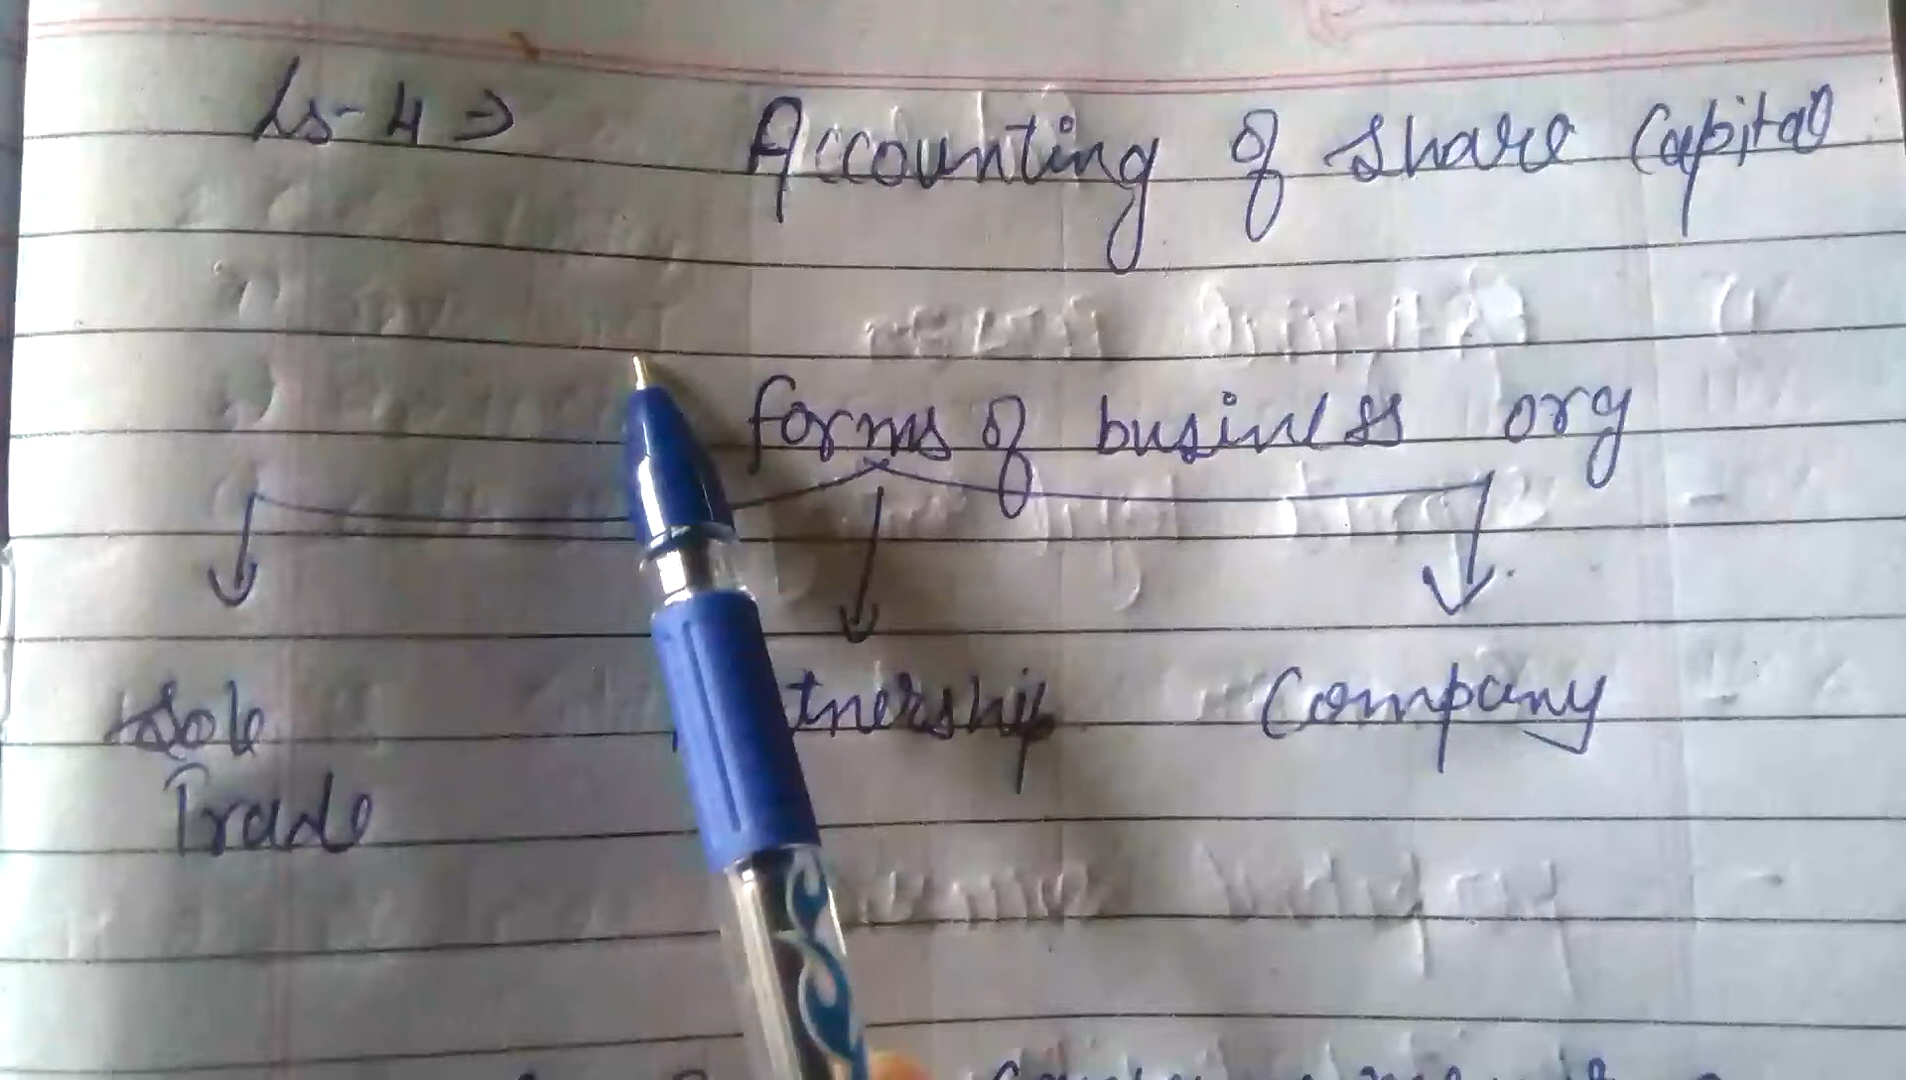 Ls-4 ⇒ Accounting of Share Capital
forms of business org
Sole tnership Company
Trade